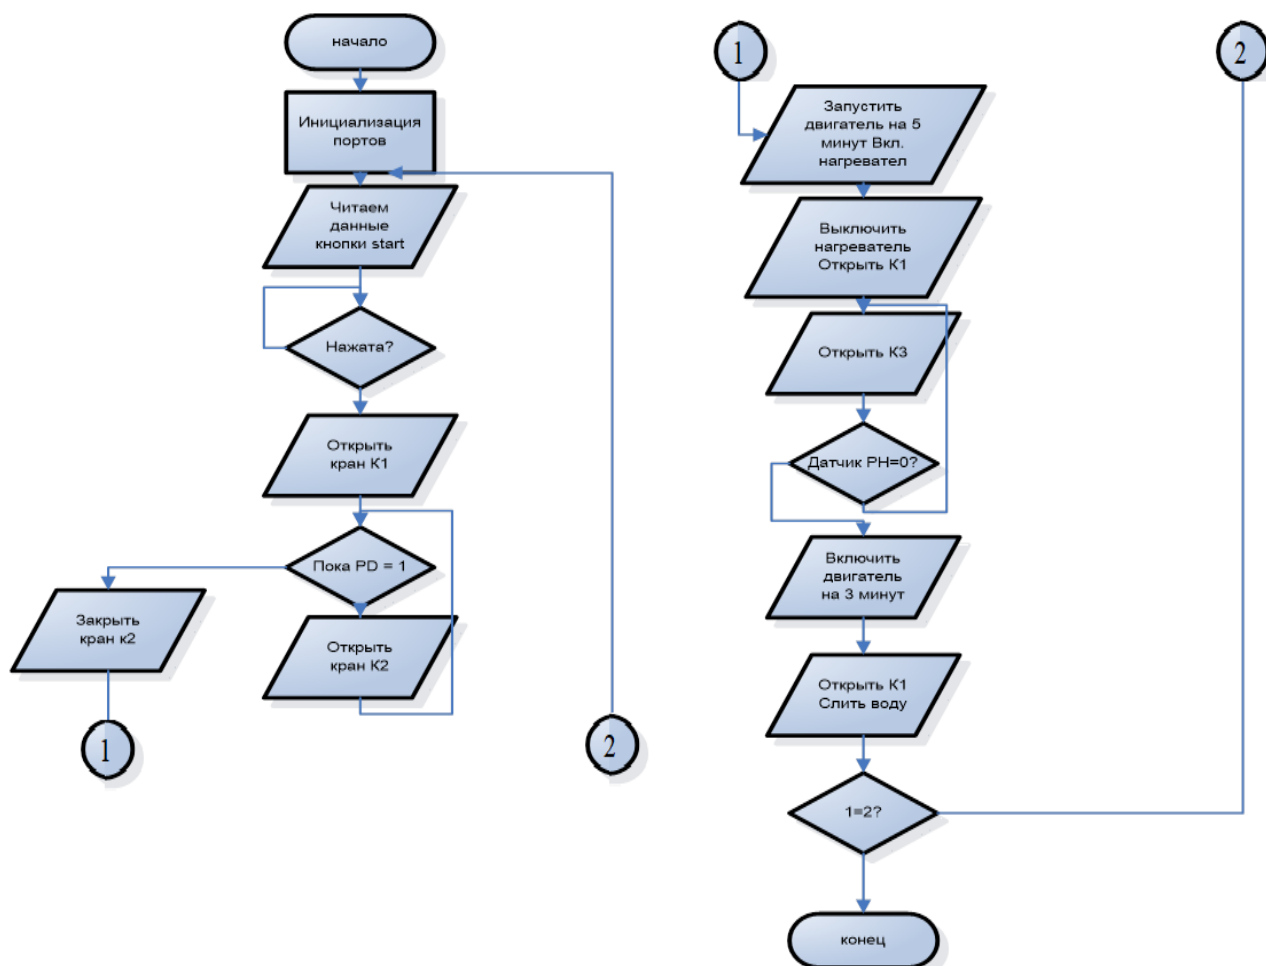 начало
Инициализация
портов
Читаем
данные
кнопки start
Нажата?
Открыть
кран К1
Пока PD = 1
Закрыть
кран к2
Открыть
кран К2
1
2
1
2
Запустить
двигатель на 5
минут Вкл.
нагревател
Выключить
нагреватель
Открыть К1
Открыть К3
Датчик PH=0?
Включить
двигатель
на 3 минут
Открыть К1
Слить воду
1=2?
конец